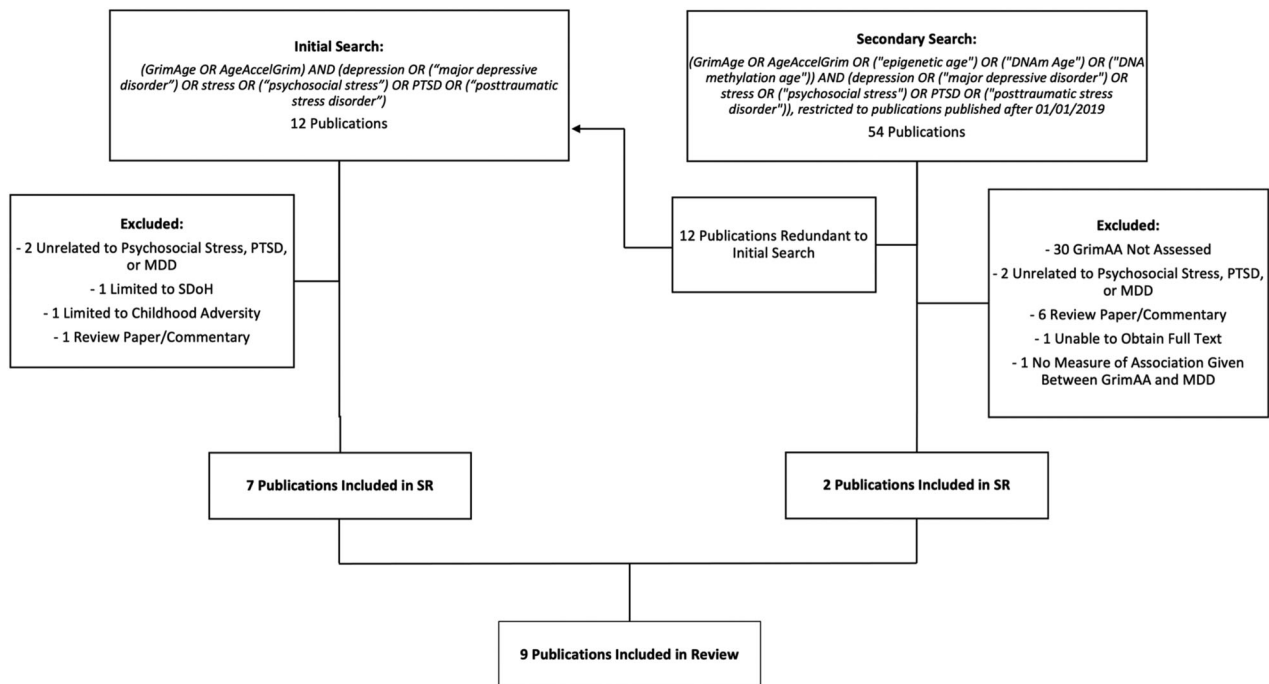 Initial Search:
(GrimAge OR AgeAccelGrim) AND (depression OR (“major depressive
disorder”) OR stress OR (“psychosocial stress”) OR PTSD OR (“posttraumatic
stress disorder”)
12 Publications
Secondary Search:
(GrimAge OR AgeAccelGrim OR ("epigenetic age") OR ("DNAm Age") OR ("DNA
methylation age")) AND (depression OR ("major depressive disorder") OR
stress OR ("psychosocial stress") OR PTSD OR ("posttraumatic stress
disorder")), restricted to publications published after 01/01/2019
54 Publications
Excluded:
- 2 Unrelated to Psychosocial Stress, PTSD,
or MDD
- 1 Limited to SDoH
- 1 Limited to Childhood Adversity
- 1 Review Paper/Commentary
12 Publications Redundant to
Initial Search
Excluded:
- 30 GrimAA Not Assessed
- 2 Unrelated to Psychosocial Stress, PTSD,
or MDD
- 6 Review Paper/Commentary
- 1 Unable to Obtain Full Text
- 1 No Measure of Association Given
Between GrimAA and MDD
7 Publications Included in SR
2 Publications Included in SR
9 Publications Included in Review